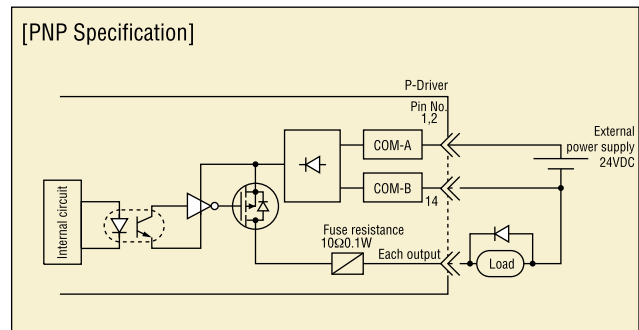 [PNP Specification]
P-Driver
Pin No.
1,2
External
power supply
24VDC
COM-A
COM-B
14
Internal circuit
Fuse resistance
10Ω0.1W
Each output
Load